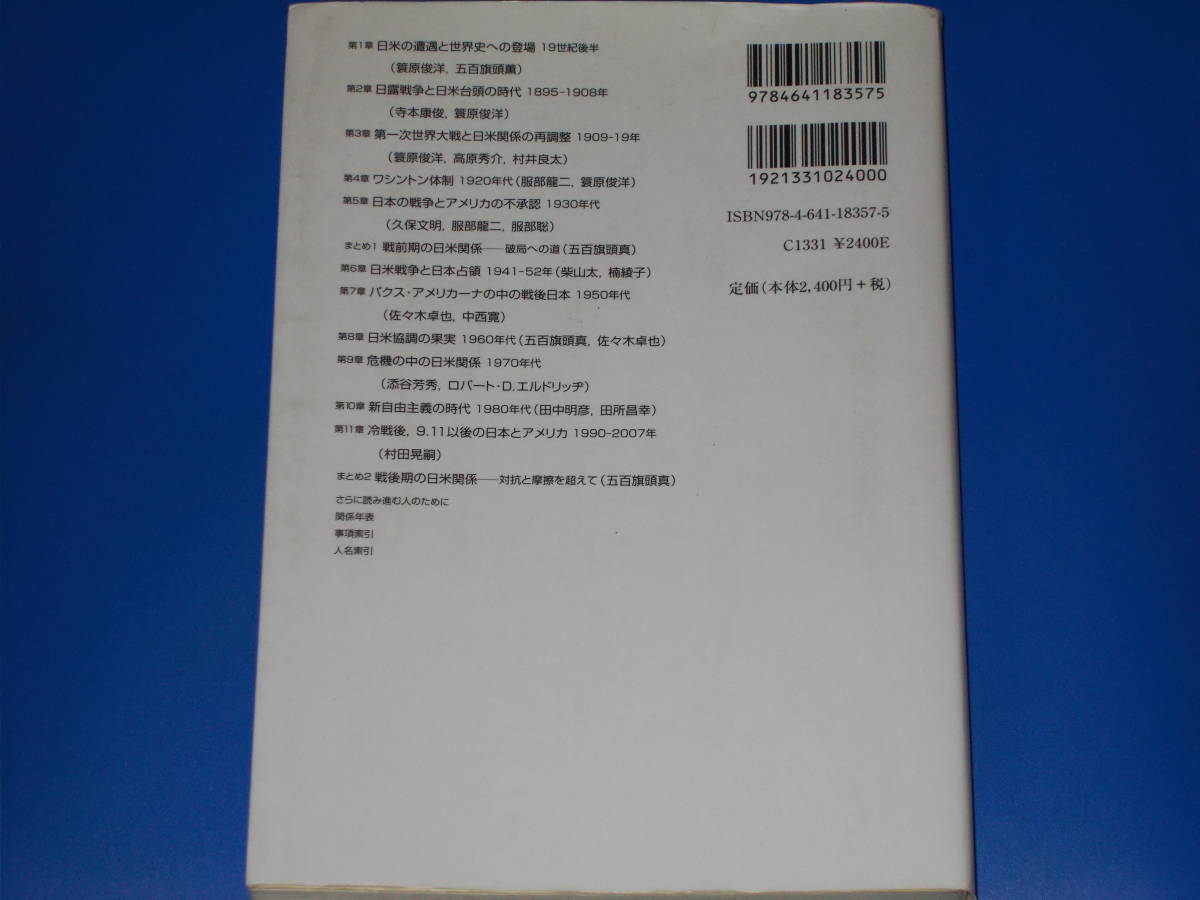 第1章 日米の遭遇と世界史への登場 19世紀後半
(簑原俊洋, 五百旗頭薫)
第2章 日露戦争と日米台頭の時代 1895-1908年
(寺本康俊, 簑原俊洋)
第3章 第一次世界大戦と日米関係の再調整 1909-19年
(簑原俊洋, 高原秀介, 村井良太)
第4章 ワシントン体制 1920年代(服部龍二, 簑原俊洋)
第5章 日本の戦争とアメリカの不承認 1930年代
(久保文明, 服部龍二, 服部聡)
まとめ1 戦前期の日米関係――破局への道(五百旗頭真)
第6章 日米戦争と日本占領 1941-52年(柴山太, 楠綾子)
第7章 パクス・アメリカーナの中の戦後日本 1950年代
(佐々木卓也, 中西寛)
第8章 日米協調の果実 1960年代(五百旗頭真, 佐々木卓也)
第9章 危機の中の日米関係 1970年代
(添谷芳秀, ロバート・D.エルドリッヂ)
第10章 新自由主義の時代 1980年代(田中明彦, 田所昌幸)
第11章 冷戦後, 9.11以後の日本とアメリカ 1990-2007年
(村田晃嗣)
まとめ2 戦後期の日米関係――対抗と摩擦を超えて(五百旗頭真)
さらに読み進む人のために
関係年表
事項索引
人名索引
9784641183575
1921331024000
ISBN978-4-641-18357-5
C1331 ¥2400E
定価(本体2,400円+税)